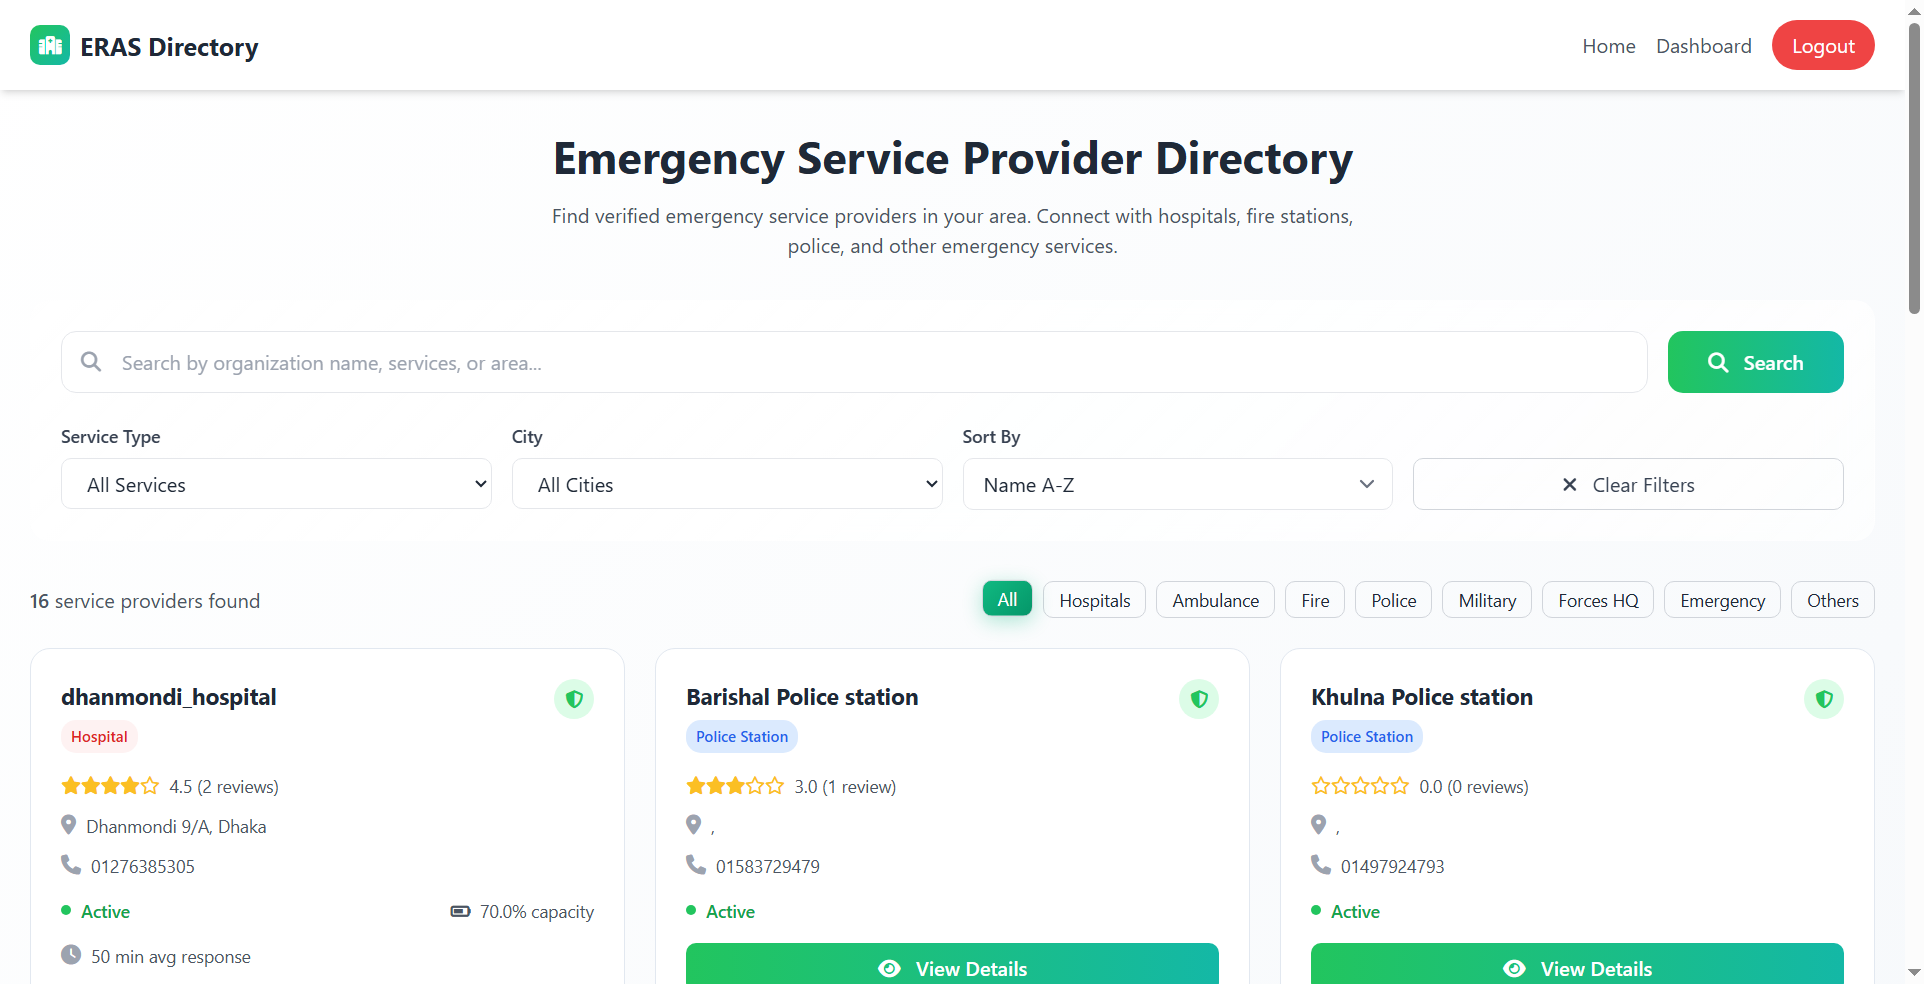 ERAS Directory
Home Dashboard Logout
Emergency Service Provider Directory
Find verified emergency service providers in your area. Connect with hospitals, fire stations,
police, and other emergency services.
Search by organization name, services, or area...
Search
Service Type
City
Sort By
All Services
All Cities
Name A-Z
Clear Filters
16 service providers found
All Hospitals Ambulance Fire Police Military Forces HQ Emergency Others
dhanmondi_hospital
Hospital
4.5 (2 reviews)
Dhanmondi 9/A, Dhaka
01276385305
Active
70.0% capacity
50 min avg response
Barishal Police station
Police Station
3.0 (1 review)
,
01583729479
Active
View Details
Khulna Police station
Police Station
0.0 (0 reviews)
,
01497924793
Active
View Details